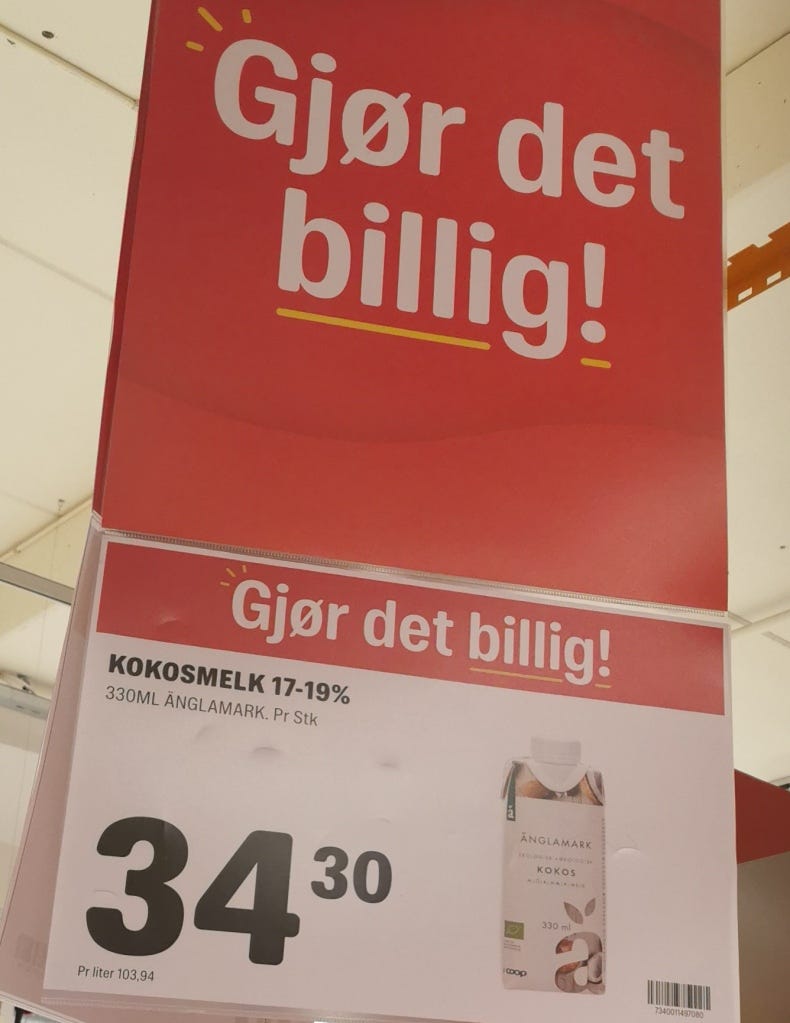 Gjør det
billig!
Gjør det billig!
KOKOSMELK 17-19%
330ML ÄNGLAMARK. Pr Stk
34 30
Pr liter 103,94
ÄNGLAMARK
KOKOS
330 ml
a
coop
7340011497080